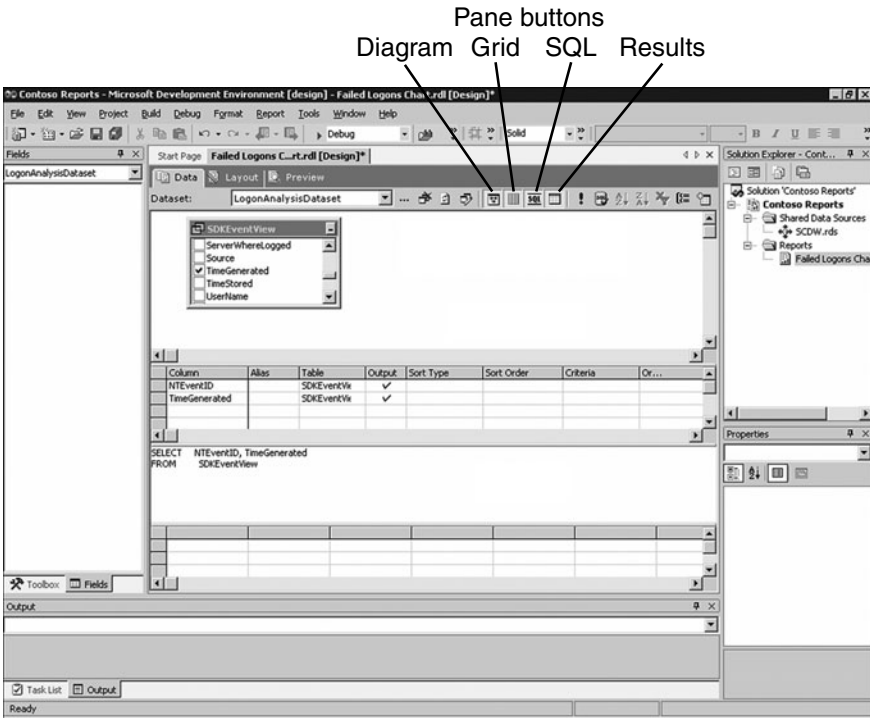 Pane buttons
Diagram Grid SQL Results
Contoso Reports - Microsoft Development Environment [design] - Failed Logons Chart.rdl [Design]*
File Edit View Project Build Debug Format Report Tools Window Help
Debug
Solid
B I U
Fields
Start Page Failed Logons C...rt.rdl [Design]*
Solution Explorer - Cont...
LogonAnalysisDataset
Data Layout Preview
Dataset: LogonAnalysisDataset
SQL
Solution 'Contoso Reports'
Contoso Reports
Shared Data Sources
SCDW.rds
Reports
Failed Logons Cha
SDKEventView
ServerWhereLogged
Source
TimeGenerated
TimeStored
UserName
Column Alias Table Output Sort Type Sort Order Criteria Or...
NTEventID SDKEventVie
TimeGenerated SDKEventVie
SELECT NTEventID, TimeGenerated
FROM SDKEventView
Properties
Toolbox Fields
Output
Task List Output
Ready